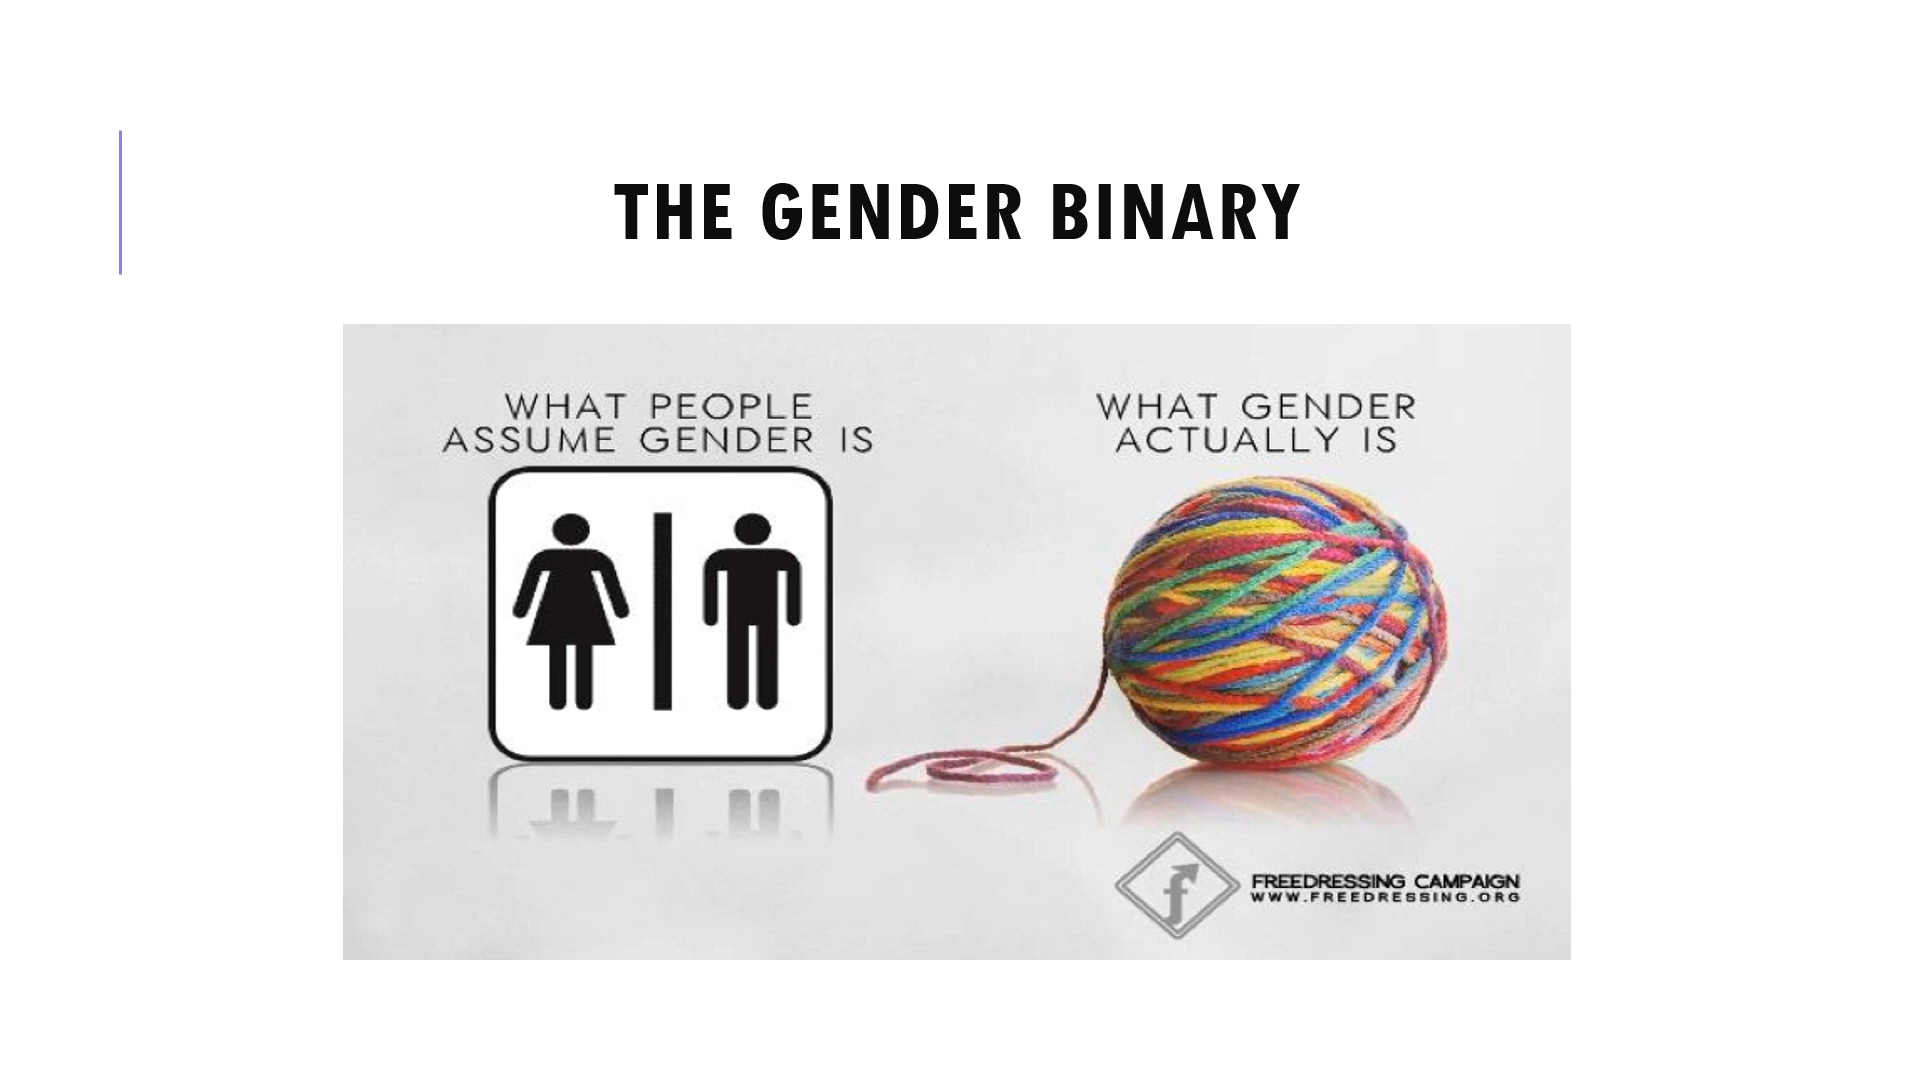 THE GENDER BINARY
WHAT PEOPLE
ASSUME GENDER IS
WHAT GENDER
ACTUALLY IS
f
FREEDRESSING CAMPAIGN
WWW.FREEDRESSING.ORG